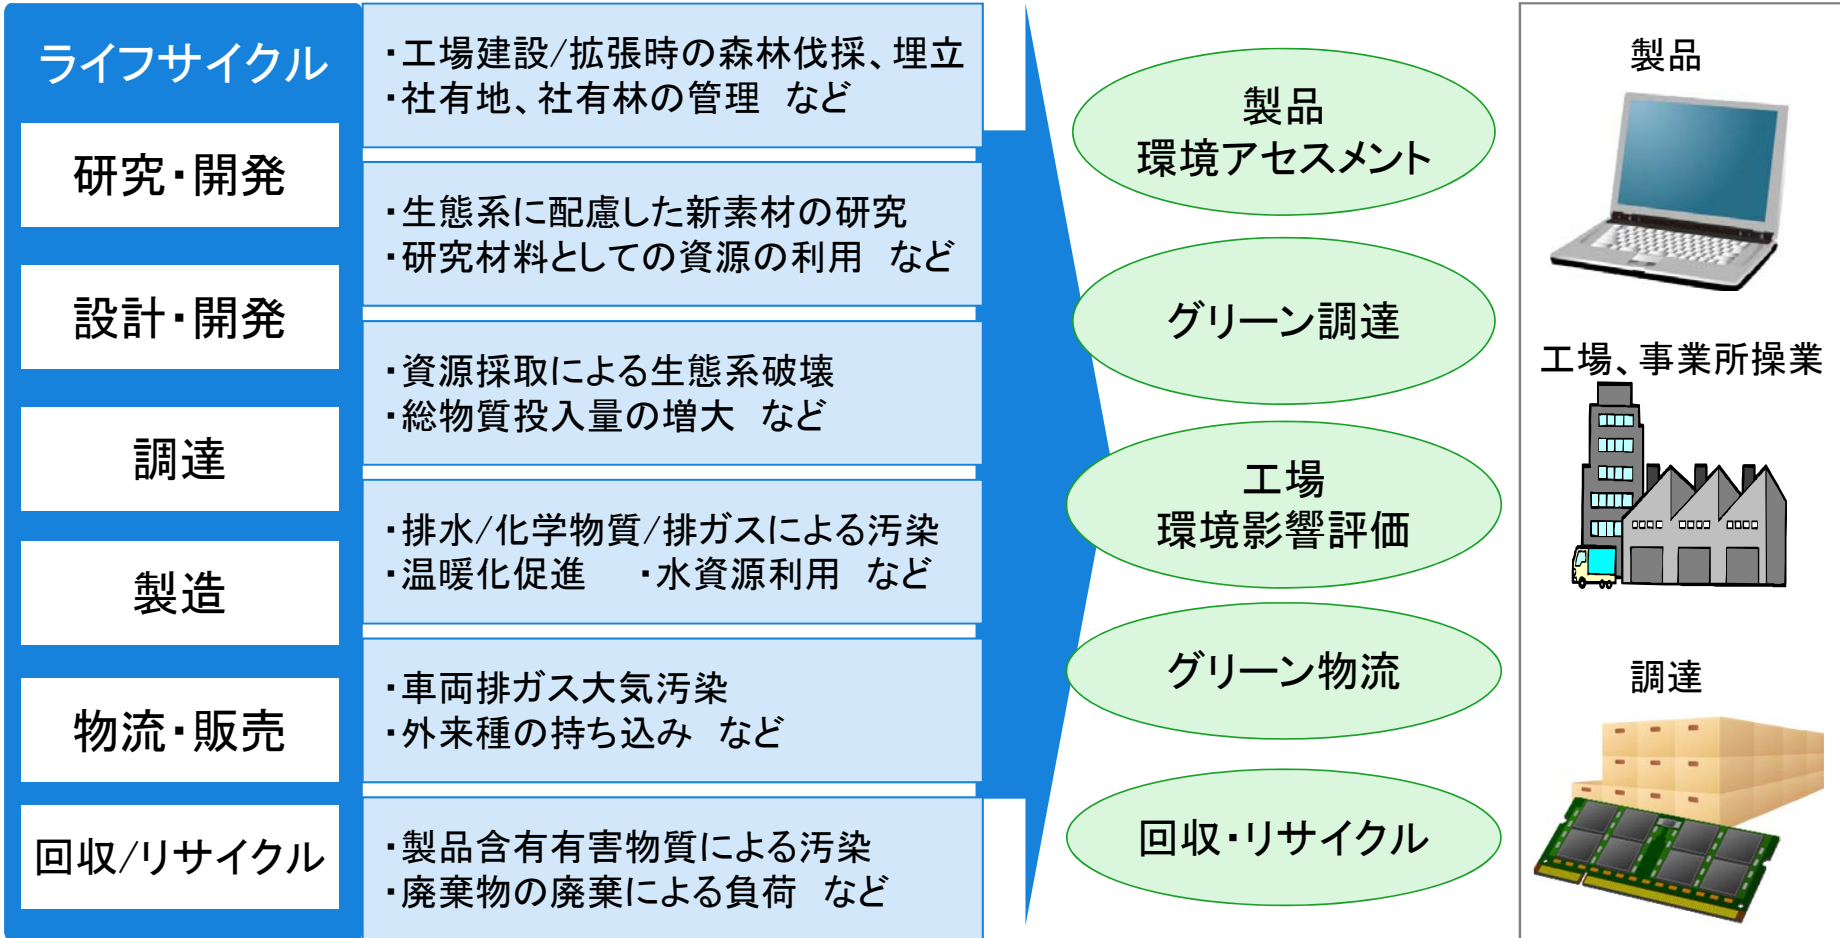 ライフサイクル
研究・開発
設計・開発
調達
製造
物流・販売
回収/リサイクル
・工場建設/拡張時の森林伐採、埋立
・社有地、社有林の管理　など
・生態系に配慮した新素材の研究
・研究材料としての資源の利用　など
・資源採取による生態系破壊
・総物質投入量の増大　など
・排水/化学物質/排ガスによる汚染
・温暖化促進　・水資源利用　など
・車両排ガス大気汚染
・外来種の持ち込み　など
・製品含有有害物質による汚染
・廃棄物の廃棄による負荷　など
製品
環境アセスメント
グリーン調達
工場
環境影響評価
グリーン物流
回収・リサイクル
製品
工場、事業所操業
調達